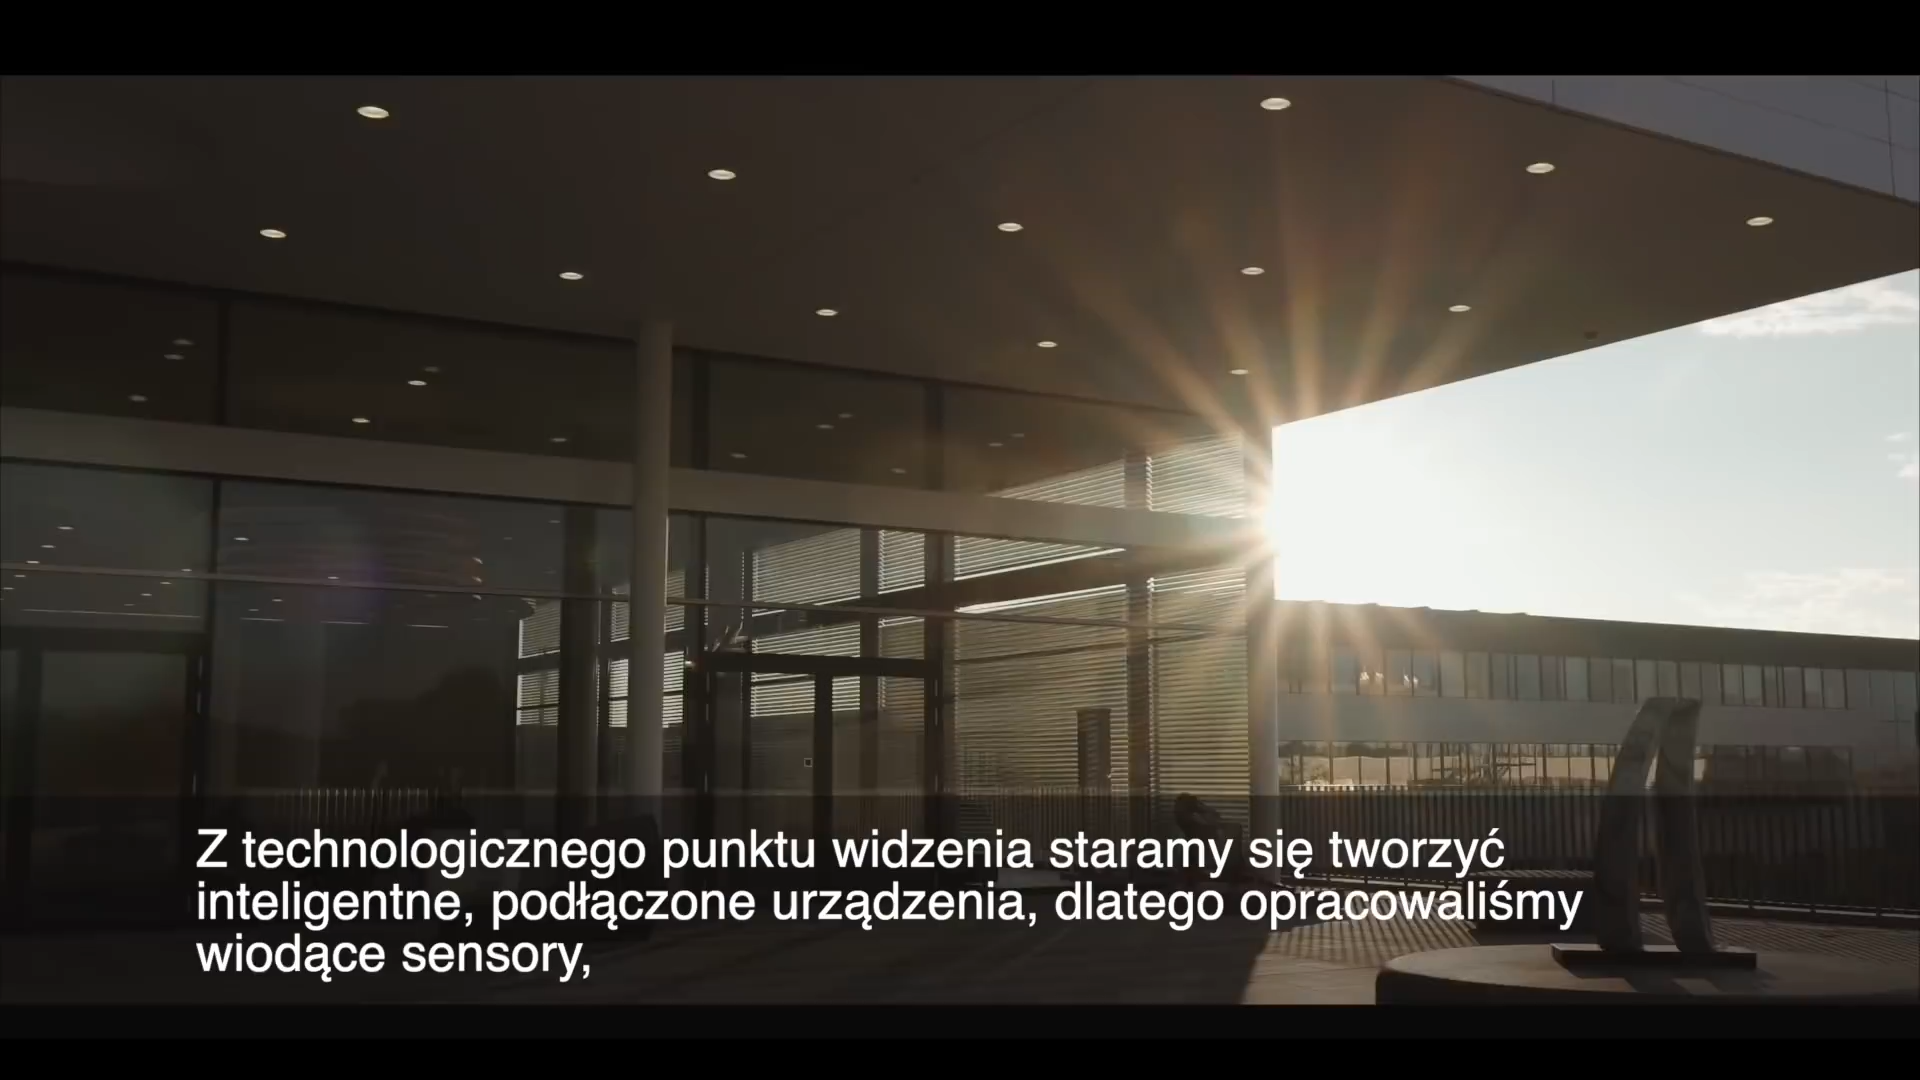 Z technologicznego punktu widzenia staramy się tworzyć
inteligentne, podłączone urządzenia, dlatego opracowaliśmy
wiodące sensory,